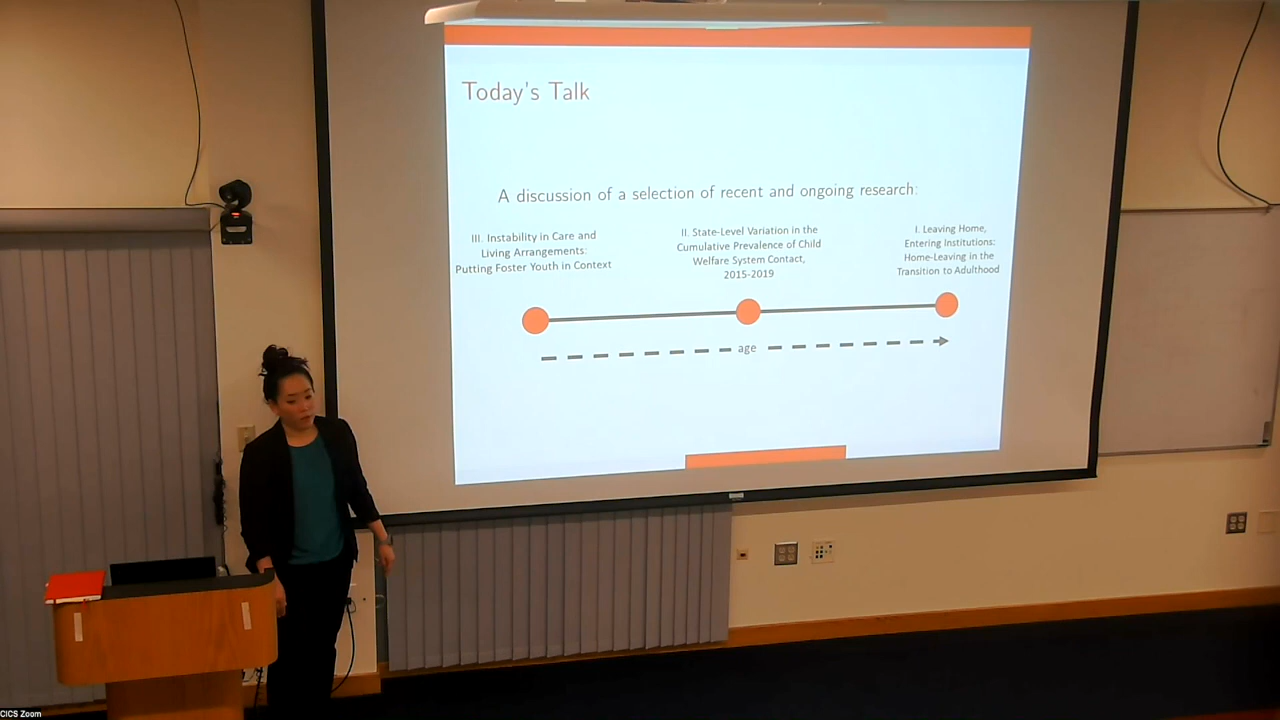 Today's Talk
A discussion of a selection of recent and ongoing research:
III. Instability in Care and
Living Arrangements:
Putting Foster Youth in Context
II. State-Level Variation in the
Cumulative Prevalence of Child
Welfare System Contact,
2015-2019
I. Leaving Home,
Entering Institutions:
Home-Leaving in the
Transition to Adulthood
age
CICS Zoom